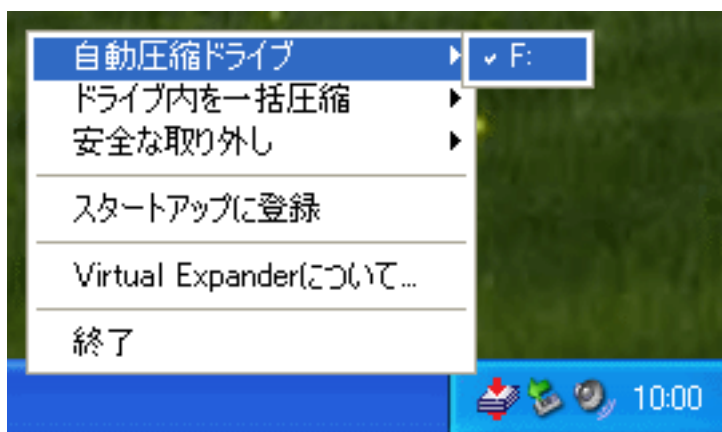 自動圧縮ドライブ
F:
ドライブ内を一括圧縮
安全な取り外し
スタートアップに登録
Virtual Expanderについて...
終了
10:00